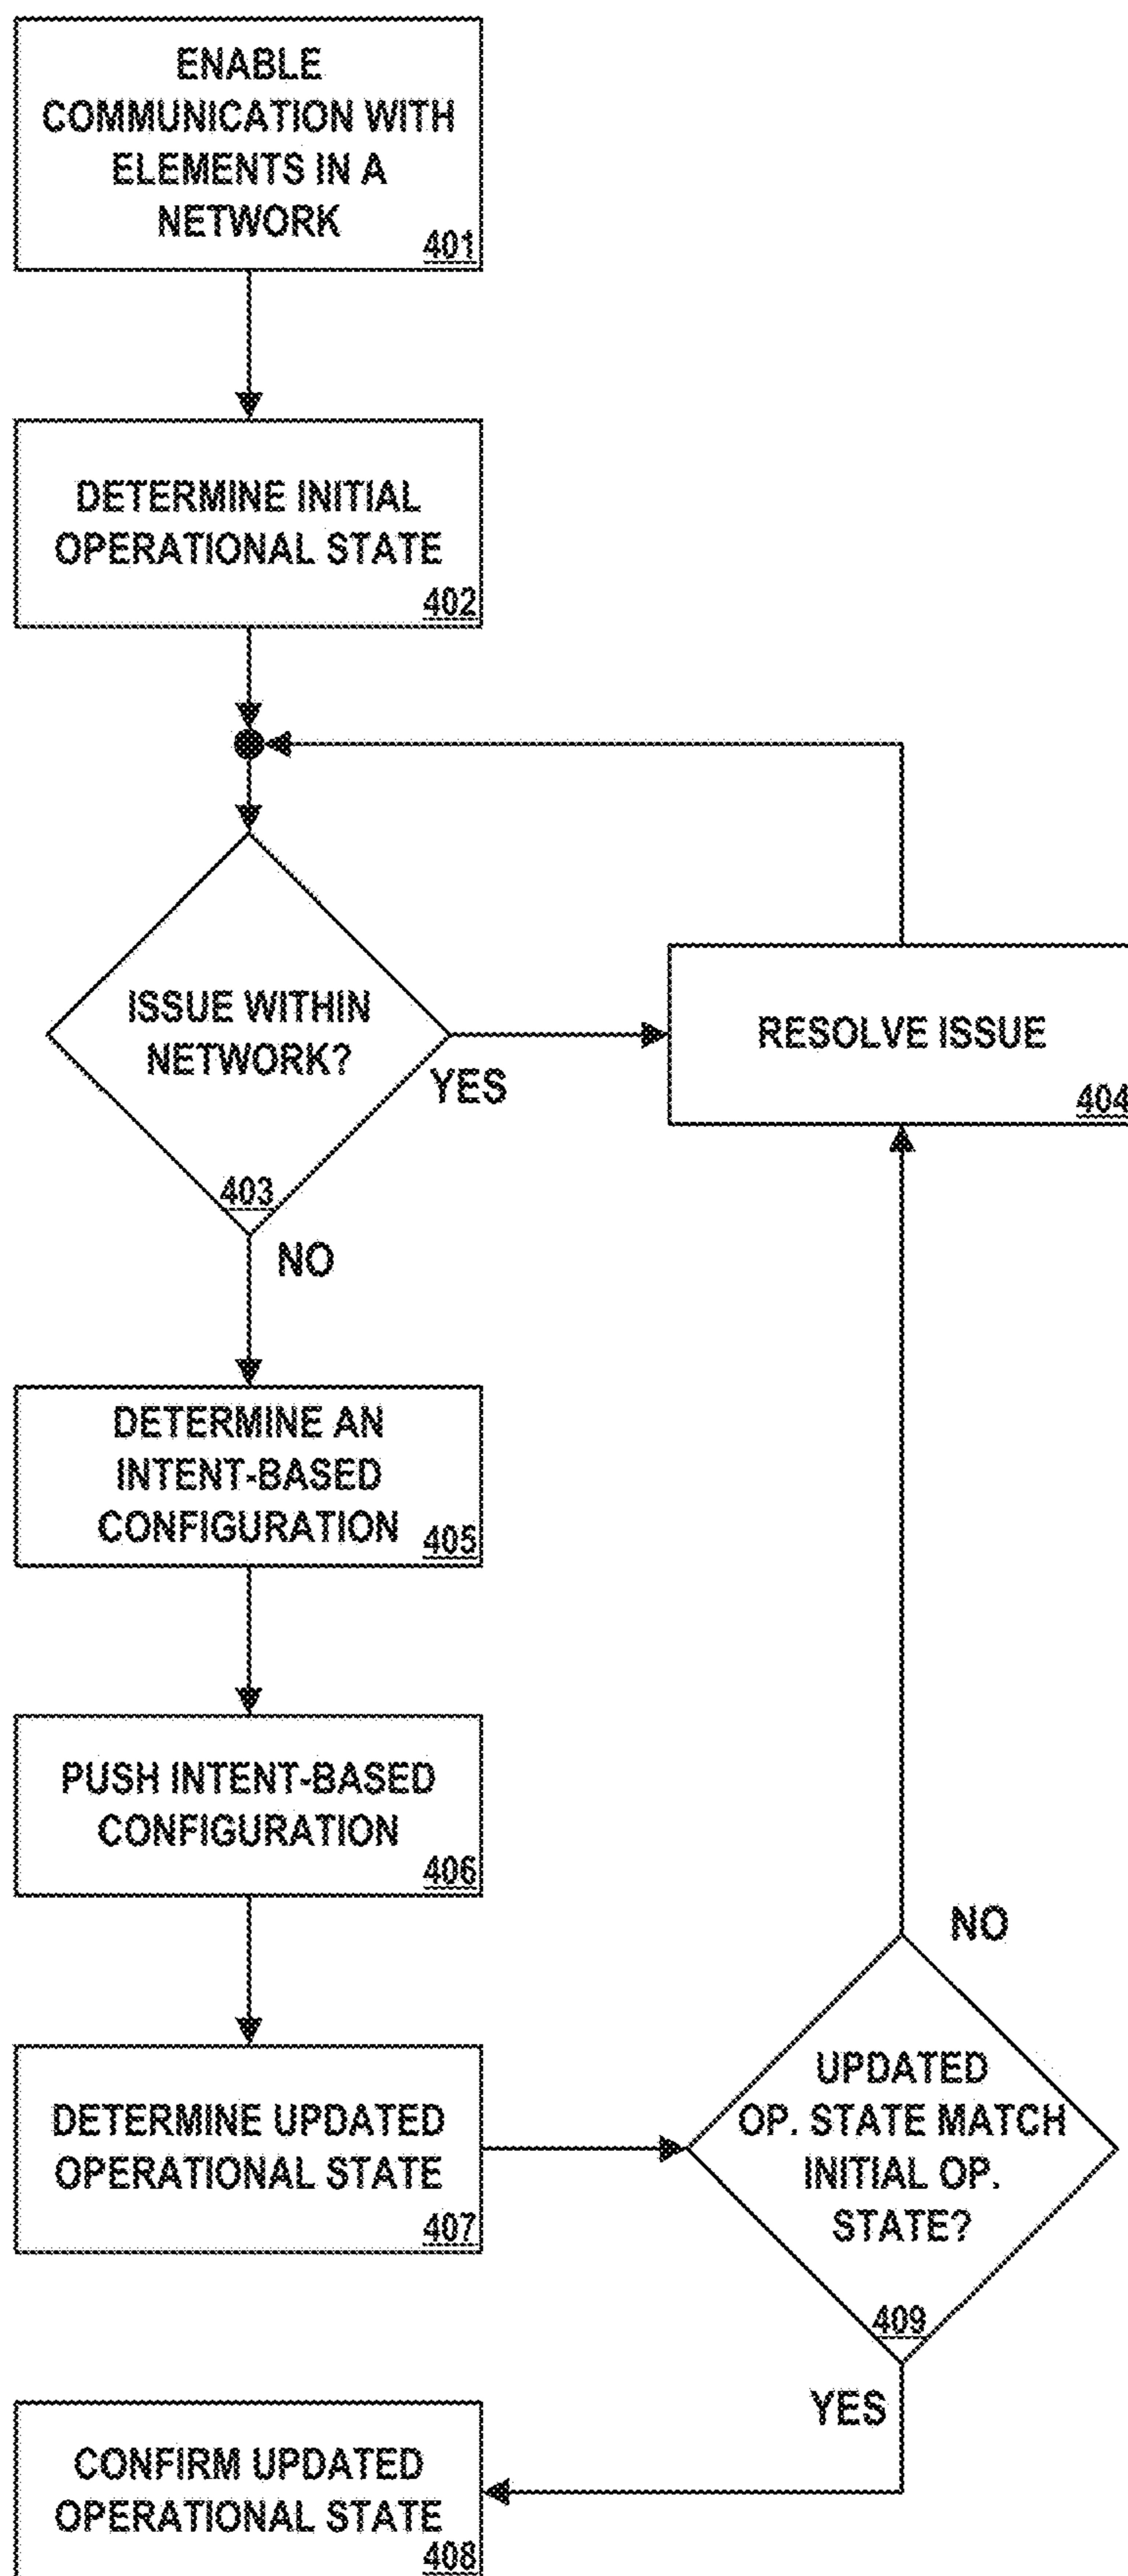 ENABLE
COMMUNICATION WITH
ELEMENTS IN A
NETWORK
401
DETERMINE INITIAL
OPERATIONAL STATE
402
ISSUE WITHIN
NETWORK?
YES
403
NO
RESOLVE ISSUE
404
DETERMINE AN
INTENT-BASED
CONFIGURATION
405
PUSH INTENT-BASED
CONFIGURATION
406
DETERMINE UPDATED
OPERATIONAL STATE
407
NO
UPDATED
OP. STATE MATCH
INITIAL OP.
STATE?
409
YES
CONFIRM UPDATED
OPERATIONAL STATE
408